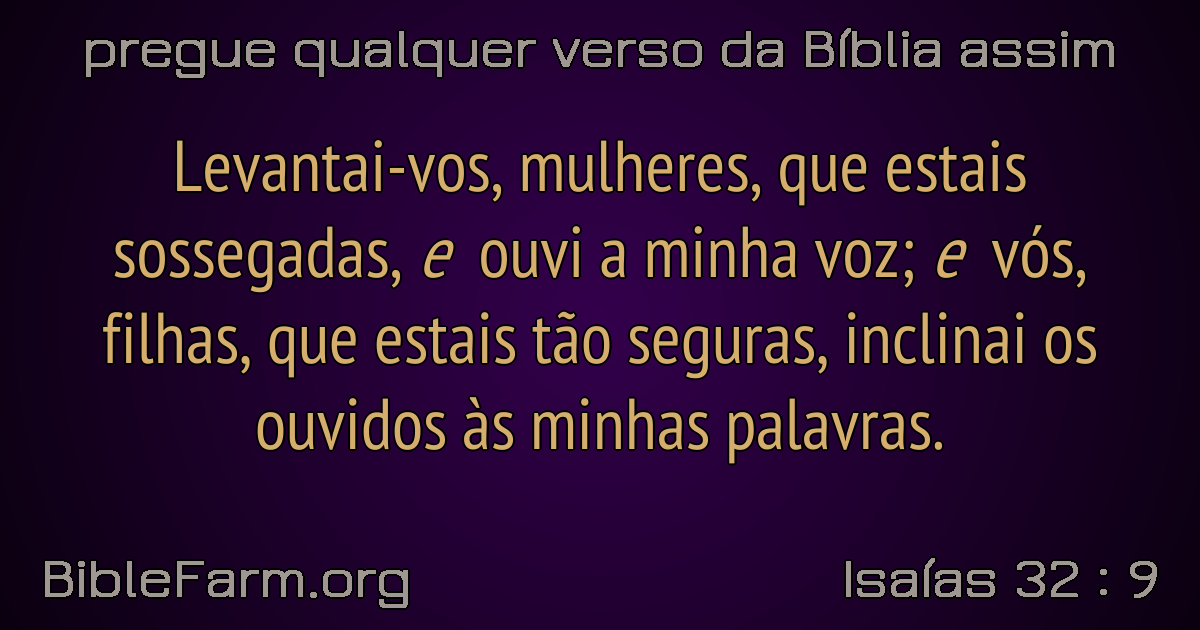 pregue qualquer verso da Bíblia assim
Levantai-vos, mulheres, que estais
sossegadas, e ouvi a minha voz; e vós,
filhas, que estais tão seguras, inclinai os
ouvidos às minhas palavras.
BibleFarm.org
Isaías 32 : 9